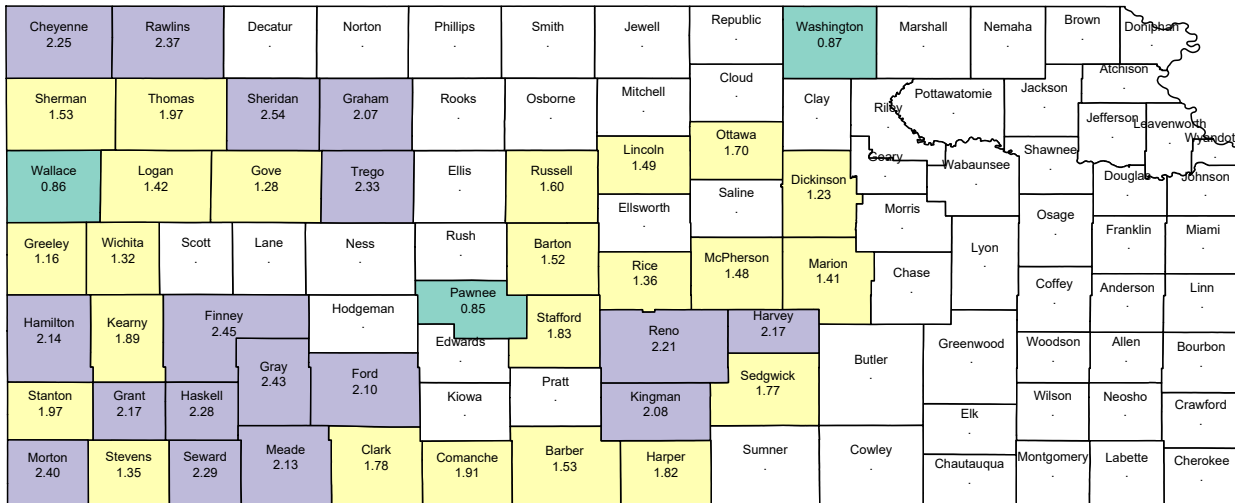 Cheyenne
2.25
Rawlins
2.37
Decatur
.
Norton
.
Phillips
.
Smith
.
Jewell
.
Republic
.
Washington
0.87
Marshall
.
Nemaha
.
Brown
.
Doniphan
.
Sherman
1.53
Thomas
1.97
Sheridan
2.54
Graham
2.07
Rooks
.
Osborne
.
Mitchell
.
Cloud
.
Clay
.
Riley
.
Pottawatomie
.
Jackson
.
Atchison
.
Jefferson
.
Leavenworth
.
Wyandot
.
Wallace
0.86
Logan
1.42
Gove
1.28
Trego
2.33
Ellis
.
Russell
1.60
Lincoln
1.49
Ottawa
1.70
Dickinson
1.23
Geary
.
Wabaunsee
.
Shawnee
.
Douglas
.
Johnson
.
Ellsworth
.
Saline
.
Morris
.
Osage
.
Franklin
.
Miami
.
Greeley
1.16
Wichita
1.32
Scott
.
Lane
.
Ness
.
Rush
.
Barton
1.52
Rice
1.36
McPherson
1.48
Marion
1.41
Chase
.
Lyon
.
Coffey
.
Anderson
.
Linn
.
Hamilton
2.14
Kearny
1.89
Finney
2.45
Hodgeman
.
Pawnee
0.85
Stafford
1.83
Reno
2.21
Harvey
2.17
Butler
.
Greenwood
.
Woodson
.
Allen
.
Bourbon
.
Gray
2.43
Ford
2.10
Edwards
.
Pratt
.
Kingman
2.08
Sedgwick
1.77
Stanton
1.97
Grant
2.17
Haskell
2.28
Kiowa
.
Elk
.
Wilson
.
Neosho
.
Crawford
.
Morton
2.40
Stevens
1.35
Seward
2.29
Meade
2.13
Clark
1.78
Comanche
1.91
Barber
1.53
Harper
1.82
Sumner
.
Cowley
.
Chautauqua
.
Montgomery
.
Labette
.
Cherokee
.